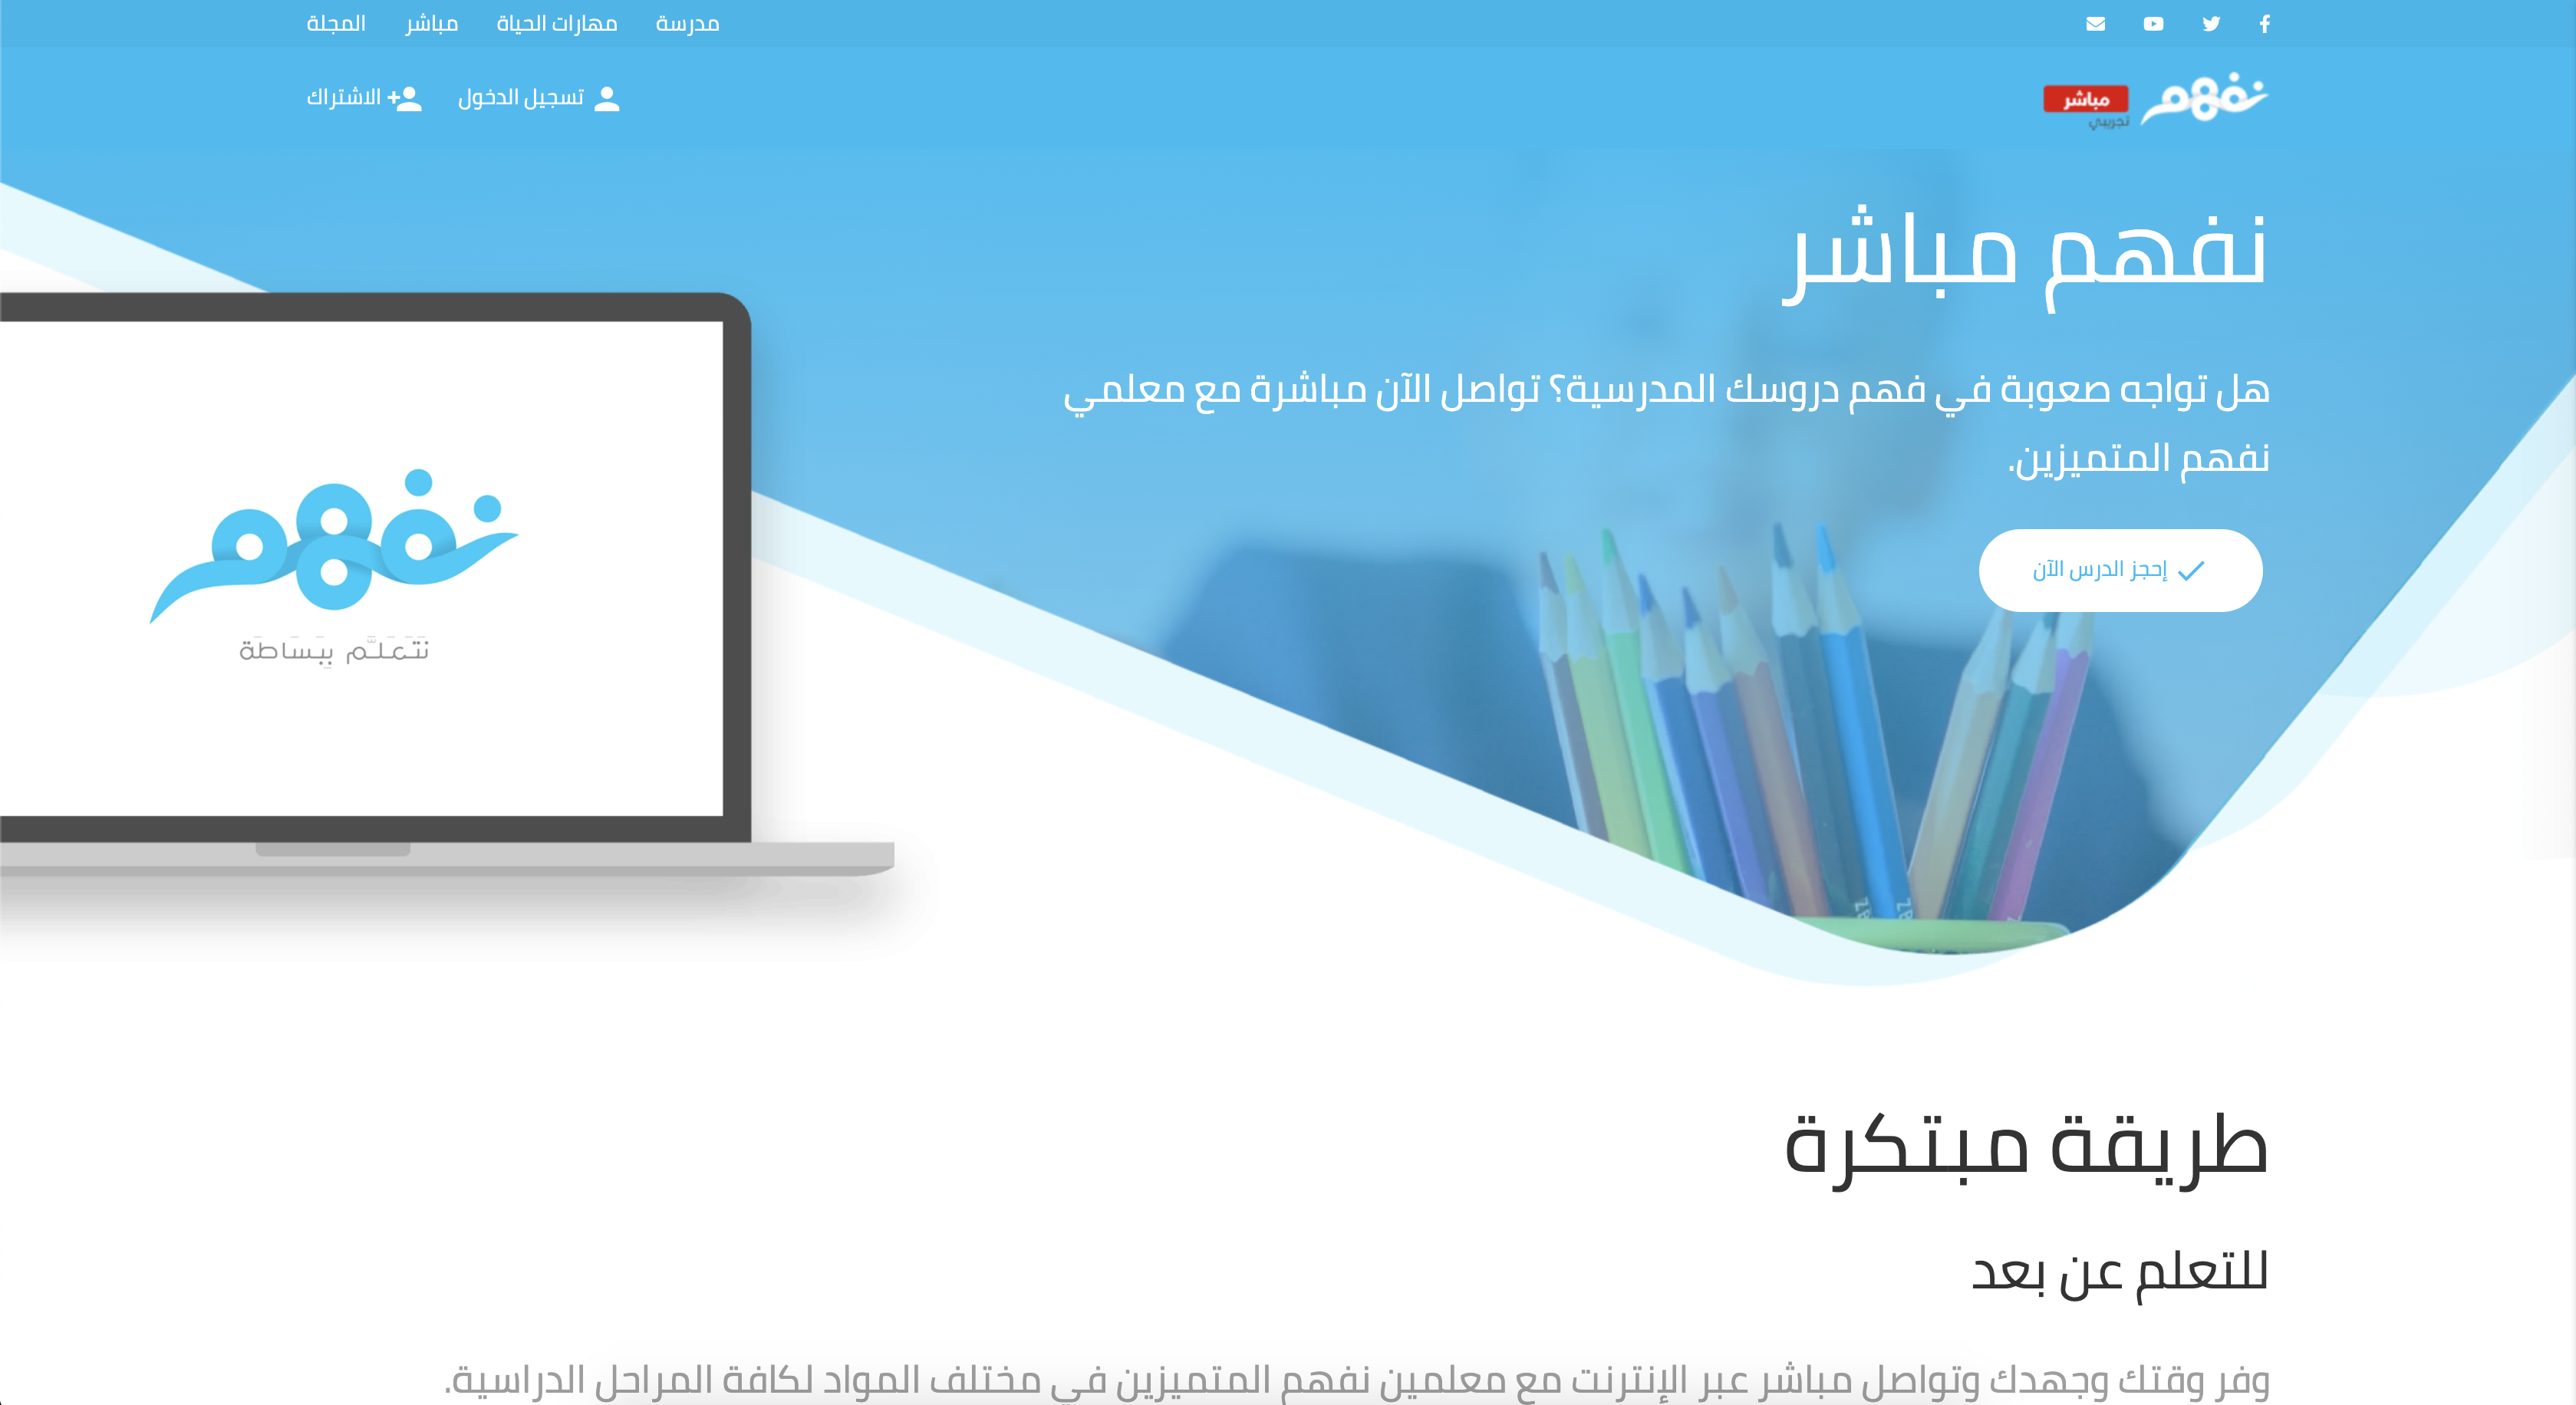 مدرسة مهارات الحياة مباشر المجلة
نفهم مباشر
تجريبي
تسجيل الدخول الاشتراك
نفهم مباشر
هل تواجه صعوبة في فهم دروسك المدرسية؟ تواصل الآن مباشرة مع معلمي
نفهم المتميزين.
إحجز الدرس الآن
نفهم
نَتَعَلَّم بِبَساطَة
طريقة مبتكرة
للتعلم عن بعد
وفر وقتك وجهدك وتواصل مباشر عبر الإنترنت مع معلمين نفهم المتميزين في مختلف المواد لكافة المراحل الدراسية.